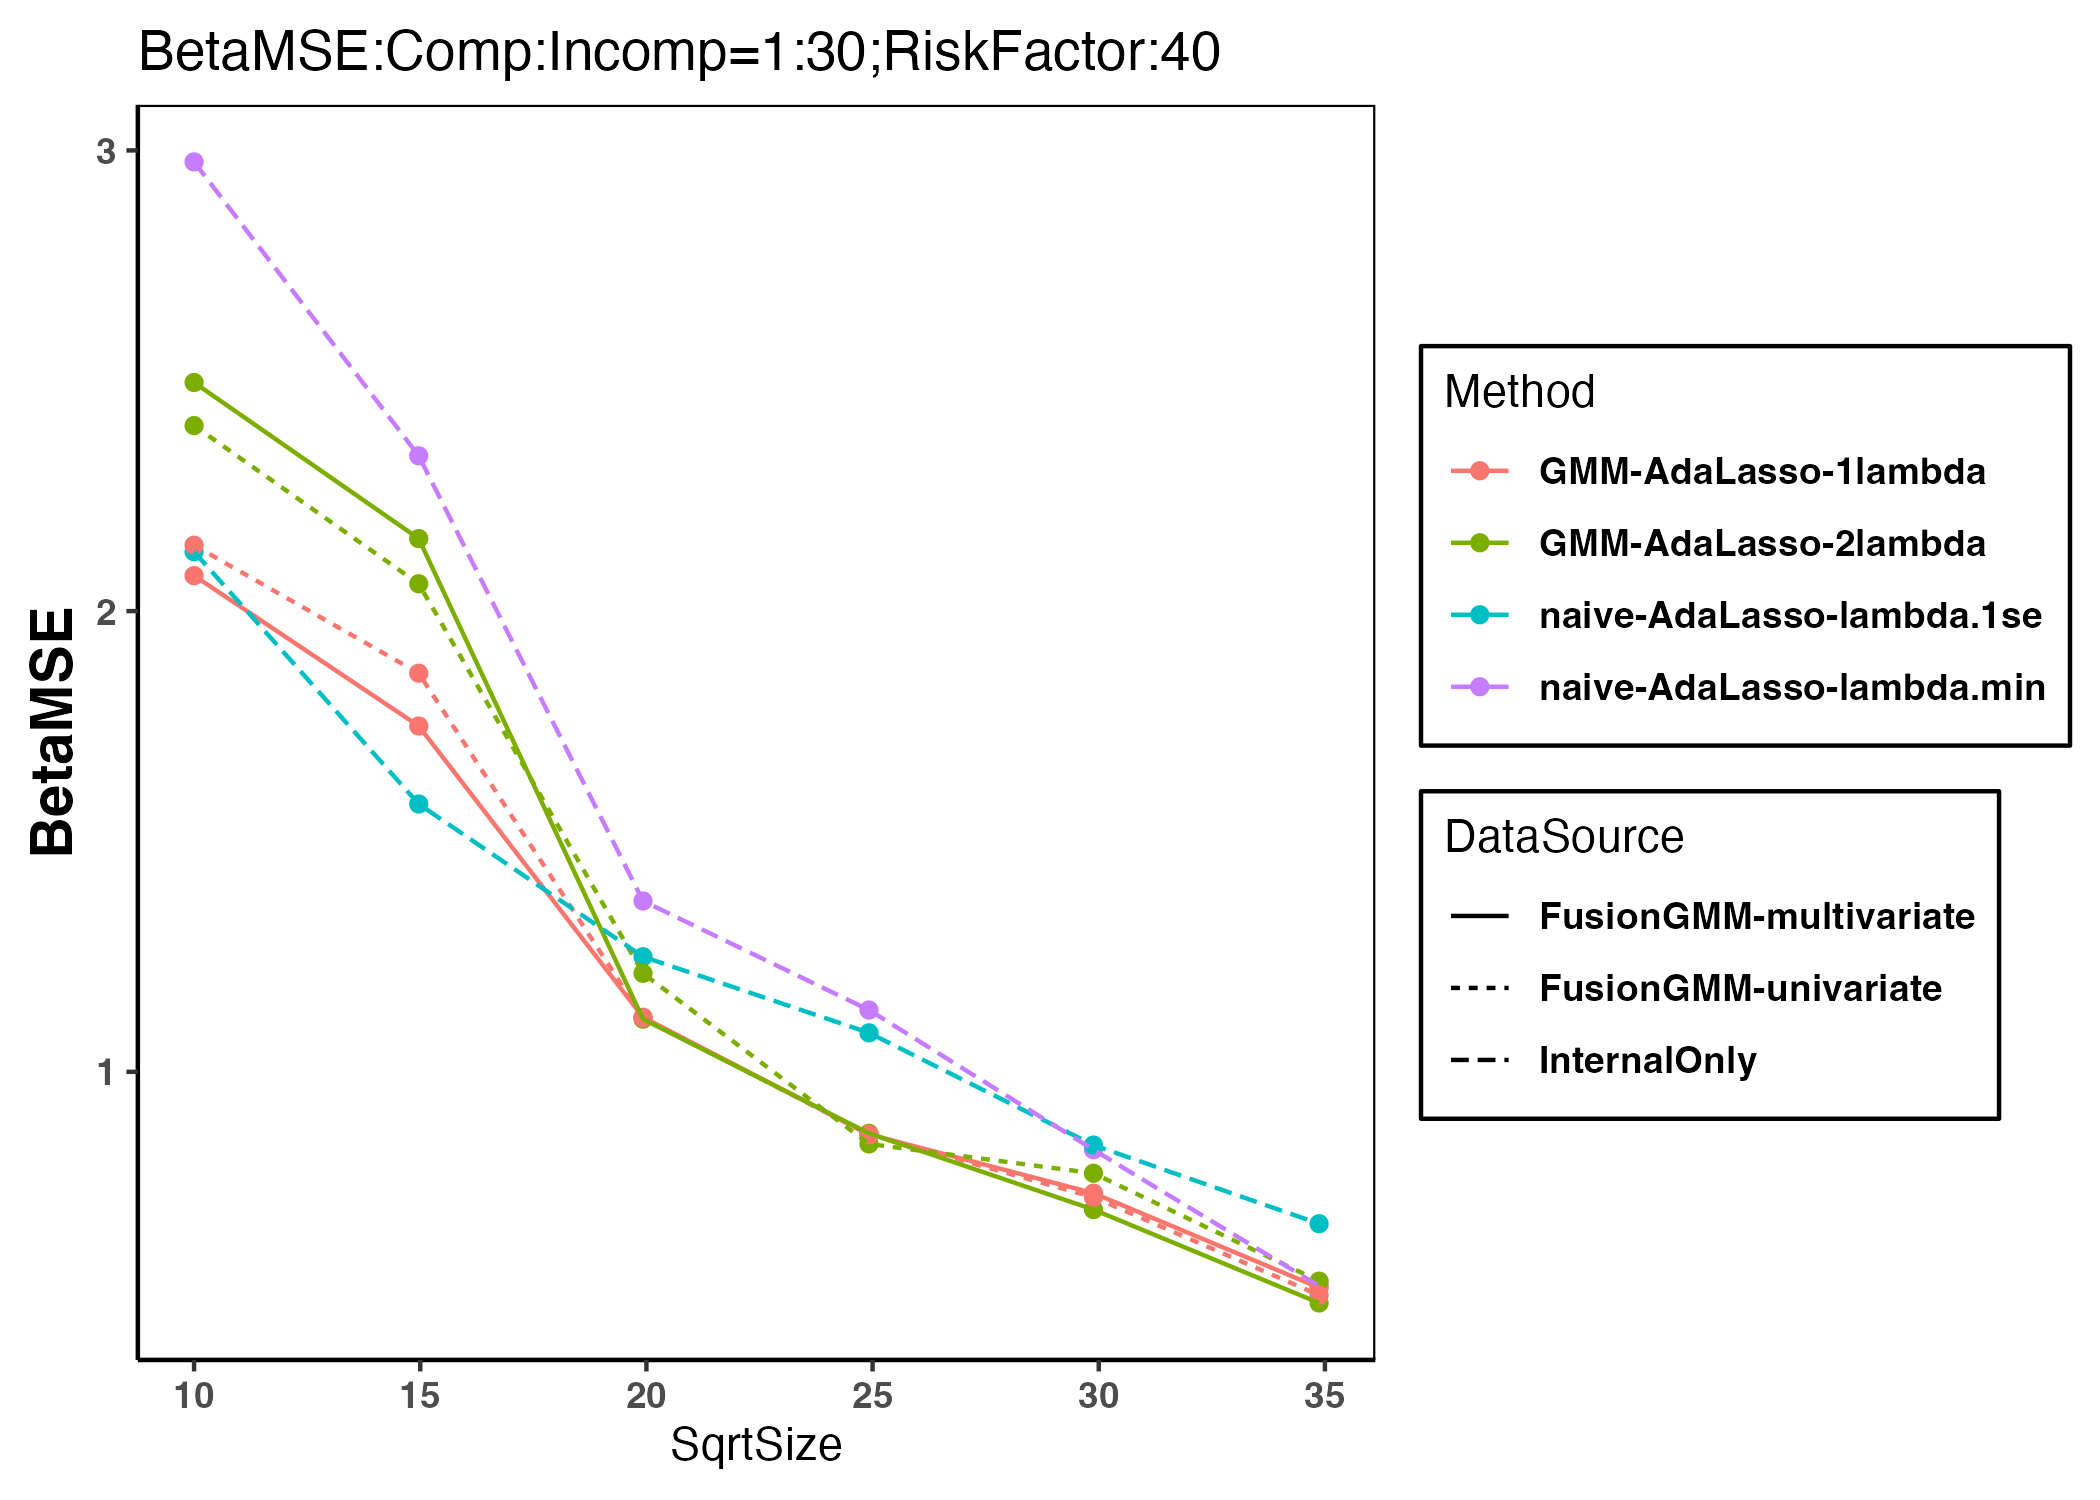 BetaMSE:Comp:Incomp=1:30;RiskFactor:40
BetaMSE
3
2
1
10 15 20 25 30 35
SqrtSize
Method
GMM-AdaLasso-1lambda
GMM-AdaLasso-2lambda
naive-AdaLasso-lambda.1se
naive-AdaLasso-lambda.min
DataSource
FusionGMM-multivariate
FusionGMM-univariate
InternalOnly